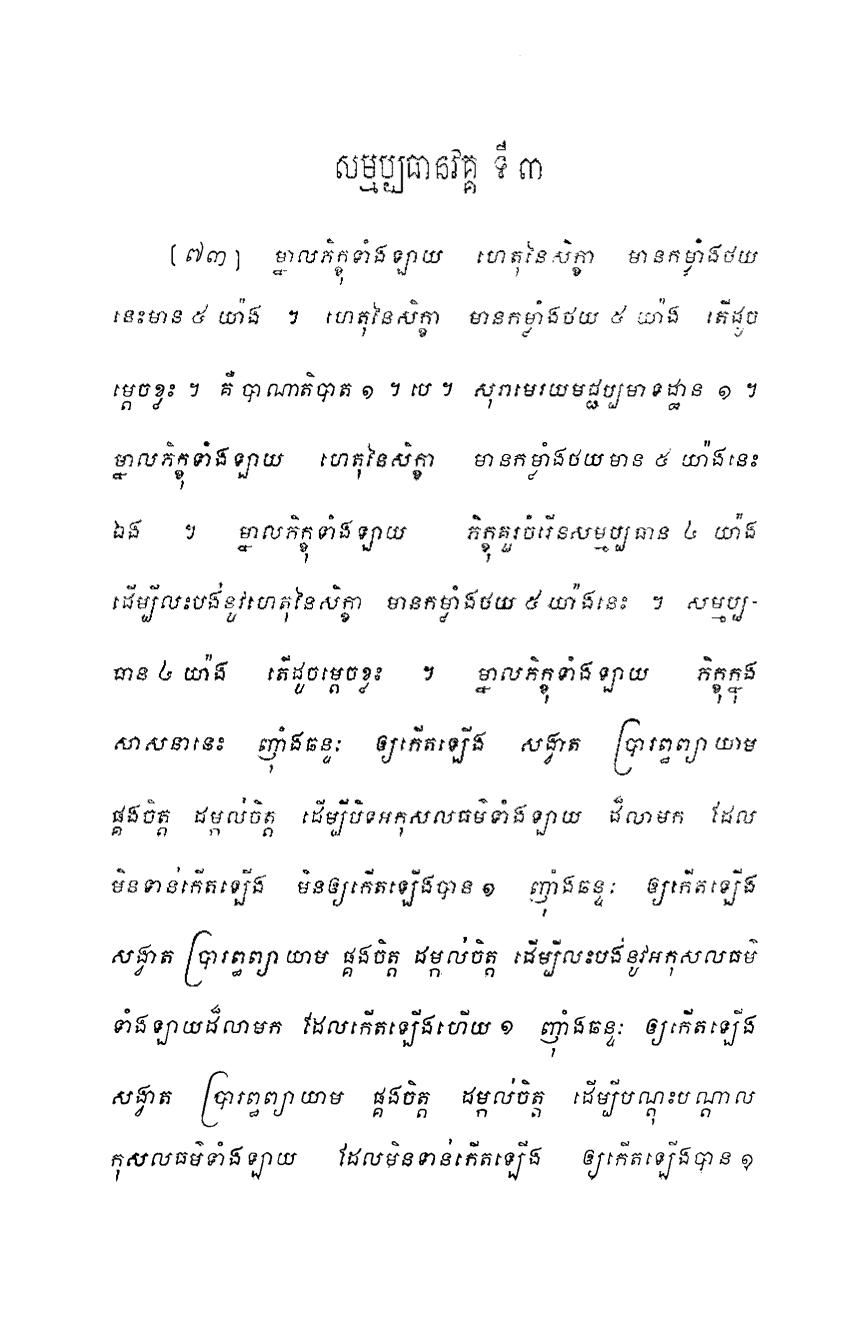 សម្មប្បធានវគ្គ ទី ៣
(៧៣) ម្នាលភិក្ខុទាំងឡាយ ហេតុនៃសិក្ខា មានកម្លាំងថយ
នេះមាន ៥ យ៉ាង ។ ហេតុនៃសិក្ខា មានកម្លាំងថយ ៥ យ៉ាង តើដូច
ម្តេចខ្លះ ។ គឺ បាណាតិបាត ១ ។ បេ ។ សុរាមេរយមជ្ជប្បមាទដ្ឋាន ១ ។
ម្នាលភិក្ខុទាំងឡាយ ហេតុនៃសិក្ខា មានកម្លាំងថយមាន ៥ យ៉ាងនេះ
ឯង ។ ម្នាលភិក្ខុទាំងឡាយ ភិក្ខុគួរចំរើនសម្មប្បធាន ៤ យ៉ាង
ដើម្បីលះបង់នូវហេតុនៃសិក្ខា មានកម្លាំងថយ ៥ យ៉ាងនេះ ។ សម្មប្ប-
ធាន ៤ យ៉ាង តើដូចម្តេចខ្លះ ។ ម្នាលភិក្ខុទាំងឡាយ ភិក្ខុក្នុង
សាសនានេះ ញុំាងឆន្ទៈ ឲ្យកើតឡើង សង្វាត ប្រារព្ធព្យាយាម
ផ្គងចិត្ត ដម្កល់ចិត្ត ដើម្បីបិទអកុសលធម៌ទាំងឡាយ ដ៏លាមក ដែល
មិនទាន់កើតឡើង មិនឲ្យកើតឡើងបាន ១ ញុំាងឆន្ទៈ ឲ្យកើតឡើង
សង្វាត ប្រារព្ធព្យាយាម ផ្គងចិត្ត ដម្កល់ចិត្ត ដើម្បីលះបង់នូវអកុសលធម៌
ទាំងឡាយដ៏លាមក ដែលកើតឡើងហើយ ១ ញុំាងឆន្ទៈ ឲ្យកើតឡើង
សង្វាត ប្រារព្ធព្យាយាម ផ្គងចិត្ត ដម្កល់ចិត្ត ដើម្បីបណ្តុះបណ្តាល
កុសលធម៌ទាំងឡាយ ដែលមិនទាន់កើតឡើង ឲ្យកើតឡើងបាន ១